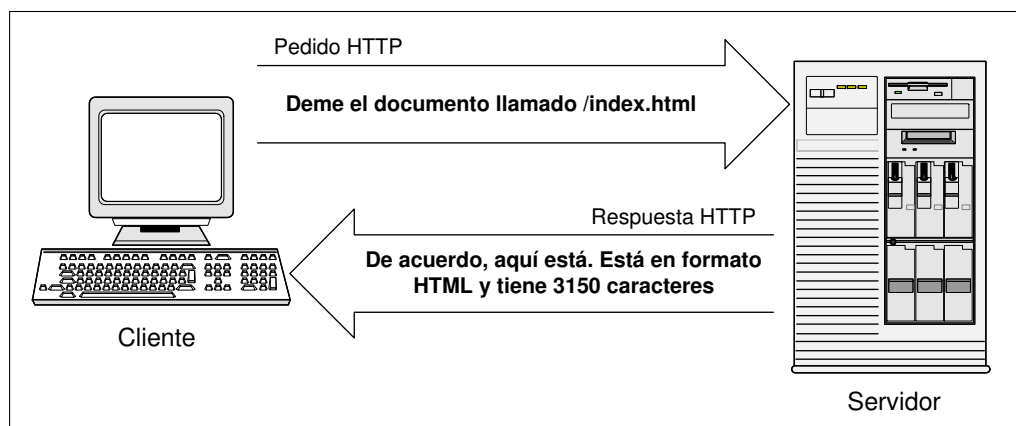 Pedido HTTP
Deme el documento llamado /index.html
Respuesta HTTP
De acuerdo, aquí está. Está en formato
HTML y tiene 3150 caracteres
Cliente
Servidor